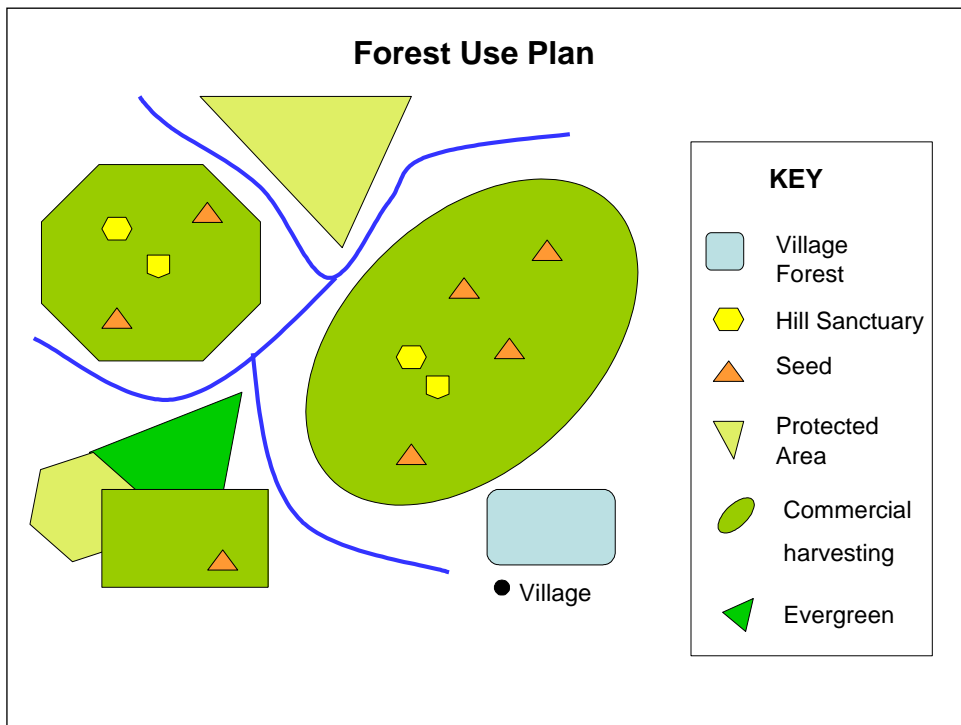 Forest Use Plan
KEY
Village
Forest
Hill Sanctuary
Seed
Protected
Area
Commercial
harvesting
Evergreen
Village